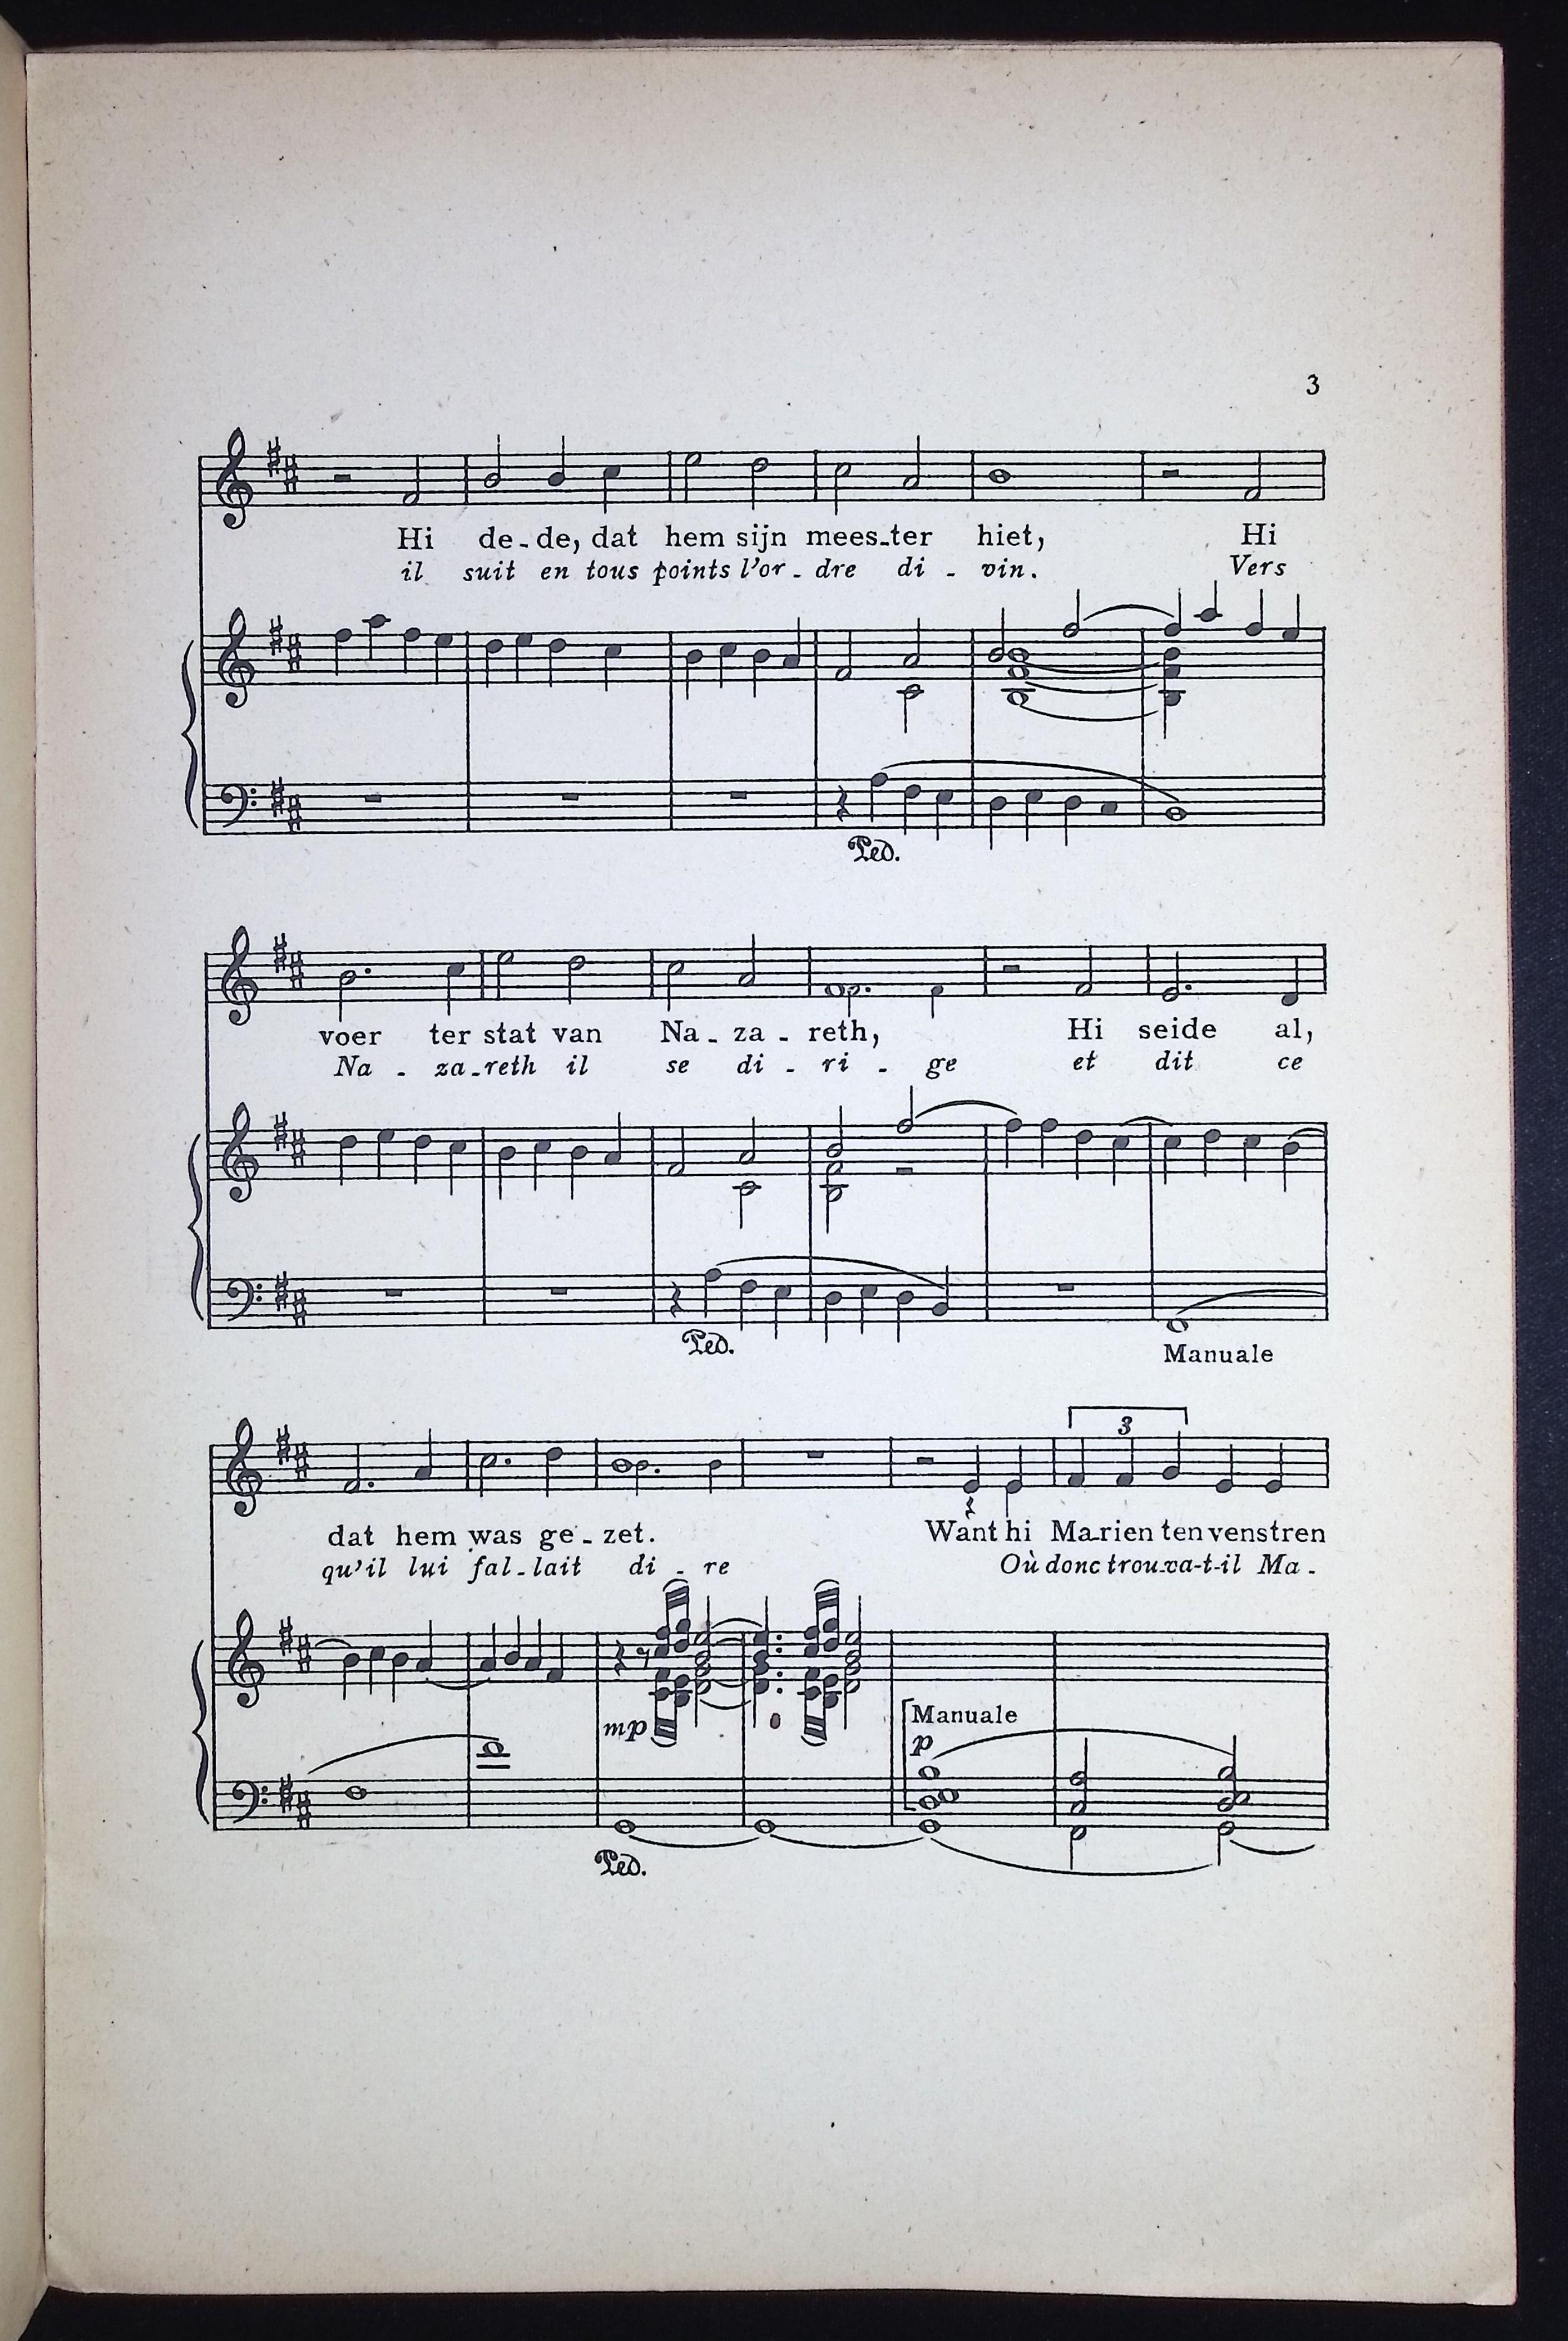 3
Hi de-de, dat hem sijn mees-ter hiet, Hi
il suit en tous points l'or-dre di-vin. Vers
Ped.
voer ter stat van Na-za-reth, Hi seide al,
Na-za-reth il se di-ri-ge et dit ce
Ped.
Manuale
3
dat hem was ge-zet. Want hi Ma-rien ten venstren
qu'il lui fal-lait di-re Où donc trou-va-t-il Ma-
mp
Manuale
p
Ped.